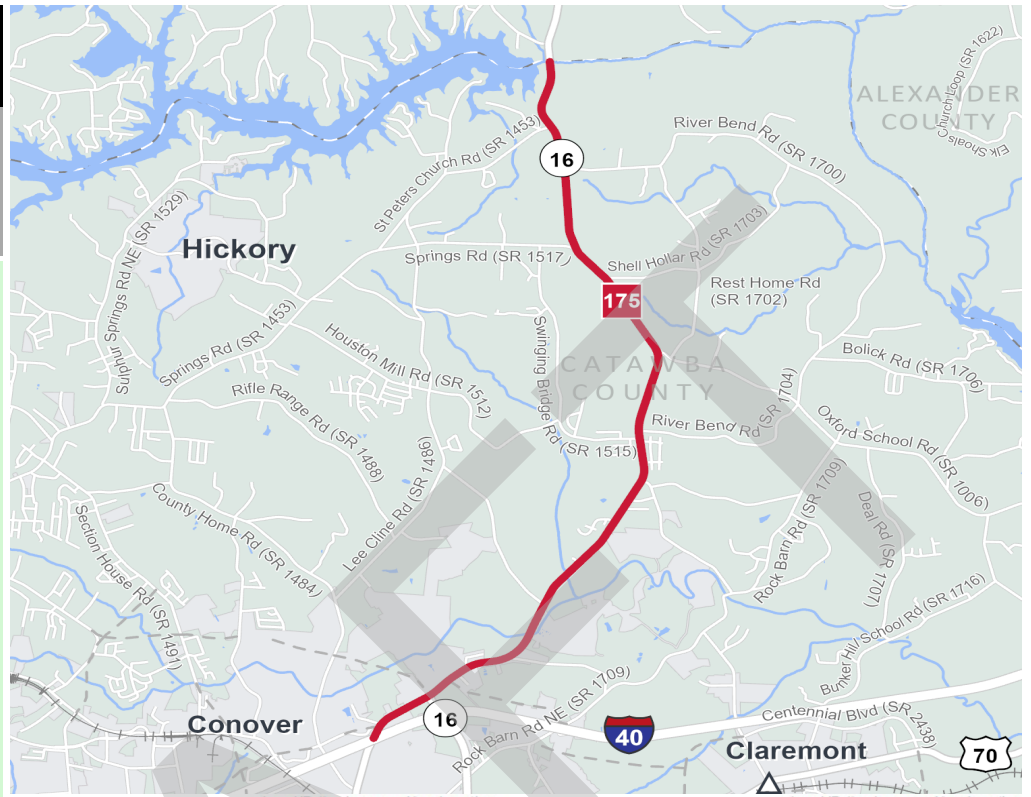 Church Loop (SR 1622)
ALEXANDER
COUNTY
Elk Shoals
River Bend Rd (SR 1700)
St Peters Church Rd (SR 1453)
16
Sulphur Springs Rd NE (SR 1529)
Hickory
Springs Rd (SR 1517)
Shell Hollar Rd (SR 1703)
Rest Home Rd
(SR 1702)
175
Springs Rd (SR 1453)
Houston Mill Rd (SR 1512)
Swinging Bridge Rd (SR 1515)
CATAWBA
COUNTY
Bolick Rd (SR 1706)
Rifle Range Rd (SR 1488)
River Bend Rd (SR 1704)
Oxford School Rd (SR 1006)
Lee Cline Rd (SR 1486)
County Home Rd (SR 1484)
Section House Rd (SR 1491)
Rock Barn Rd (SR 1709)
Deal Rd (SR 1707)
Bunker Hill School Rd (SR 1716)
Rock Barn Rd NE (SR 1709)
Conover
16
40
Centennial Blvd (SR 2438)
Claremont
70